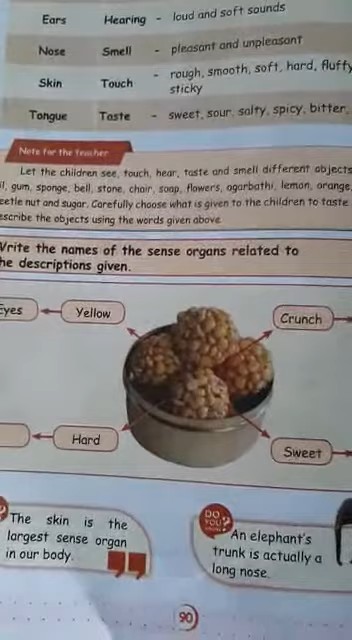 Ears Hearing - loud and soft sounds
Nose Smell - pleasant and unpleasant
Skin Touch - rough, smooth, soft, hard, fluffy
sticky
Tongue Taste - sweet, sour, salty, spicy, bitter,
Note for the teacher
Let the children see, touch, hear, taste and smell different objects
gum, sponge, bell, stone, chair, soap, flowers, agarbathi, lemon, orange,
nut and sugar. Carefully choose what is given to the children to taste
the objects using the words given above
Write the names of the sense organs related to
the descriptions given.
Eyes Yellow Crunch
Hard Sweet
The skin is the
largest sense organ
in our body.
DO YOU KNOW?
An elephant's
trunk is actually a
long nose.
90